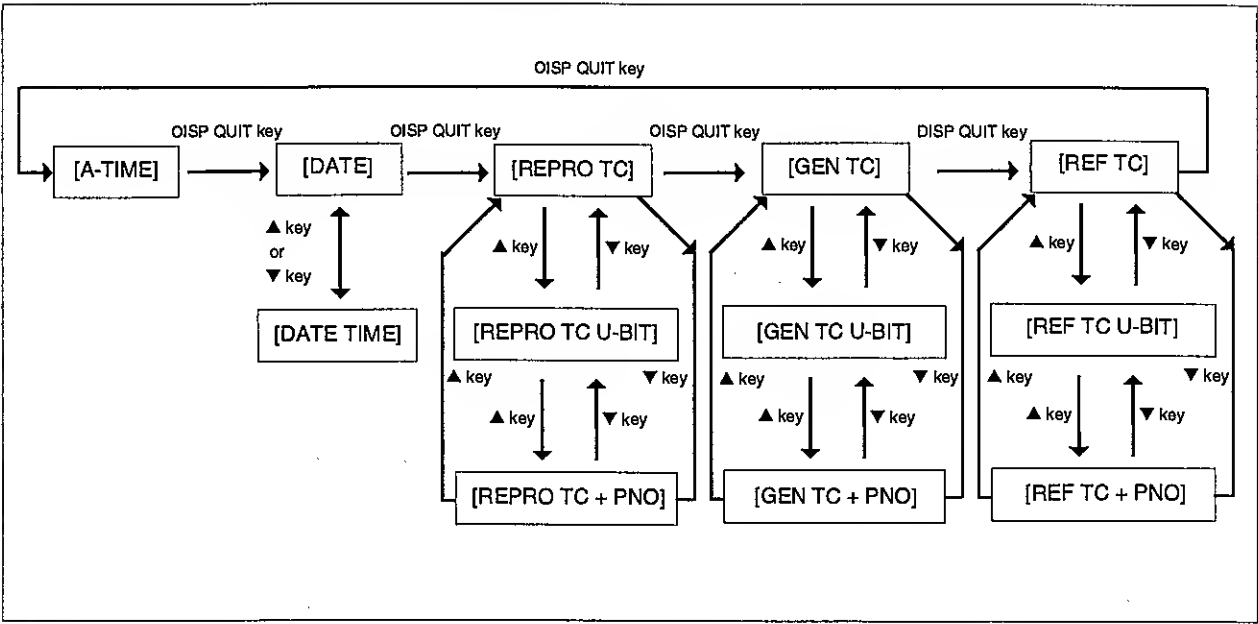 OISP QUIT key
OISP QUIT key OISP QUIT key OISP QUIT key DISP QUIT key
[A-TIME] [DATE] [REPRO TC] [GEN TC] [REF TC]
▲ key
or
▼ key
▲ key ▼ key ▲ key ▼ key ▲ key ▼ key
[DATE TIME] [REPRO TC U-BIT] [GEN TC U-BIT] [REF TC U-BIT]
▲ key ▼ key ▲ key ▼ key ▲ key ▼ key
▲ key ▼ key ▲ key ▼ key ▲ key ▼ key
[REPRO TC + PNO] [GEN TC + PNO] [REF TC + PNO]